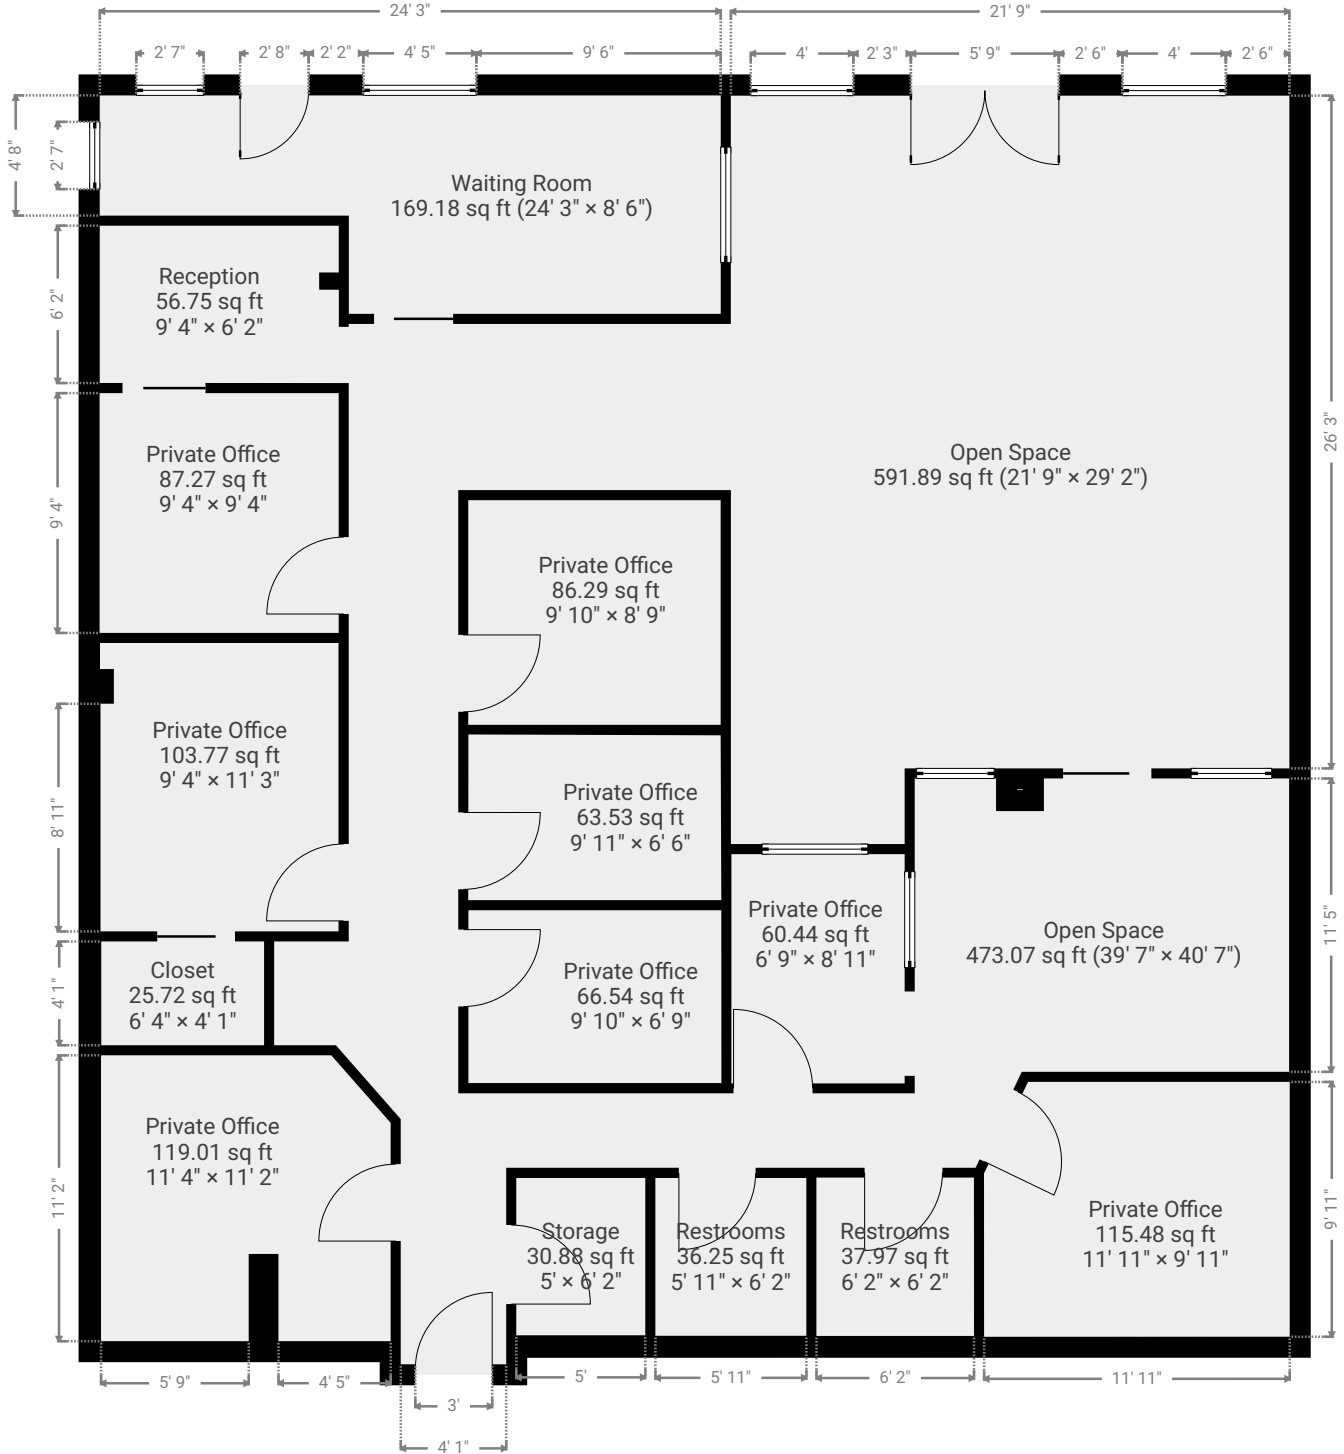 24' 3"
21' 9"
2' 7"
2' 8"
2' 2"
4' 5"
9' 6"
4'
2' 3"
5' 9"
2' 6"
4'
2' 6"
4' 8"
2' 7"
Waiting Room
169.18 sq ft (24' 3" × 8' 6")
Reception
56.75 sq ft
9' 4" × 6' 2"
6' 2"
Private Office
87.27 sq ft
9' 4" × 9' 4"
9' 4"
Open Space
591.89 sq ft (21' 9" × 29' 2")
26' 3"
Private Office
86.29 sq ft
9' 10" × 8' 9"
Private Office
103.77 sq ft
9' 4" × 11' 3"
8' 11"
Private Office
63.53 sq ft
9' 11" × 6' 6"
Private Office
60.44 sq ft
6' 9" × 8' 11"
Open Space
473.07 sq ft (39' 7" × 40' 7")
11' 5"
Closet
25.72 sq ft
6' 4" × 4' 1"
4' 1"
Private Office
66.54 sq ft
9' 10" × 6' 9"
Private Office
119.01 sq ft
11' 4" × 11' 2"
11' 2"
Storage
30.88 sq ft
5' × 6' 2"
Restrooms
36.25 sq ft
5' 11" × 6' 2"
Restrooms
37.97 sq ft
6' 2" × 6' 2"
Private Office
115.48 sq ft
11' 11" × 9' 11"
9' 11"
5' 9"
4' 5"
5'
5' 11"
6' 2"
11' 11"
3'
4' 1"